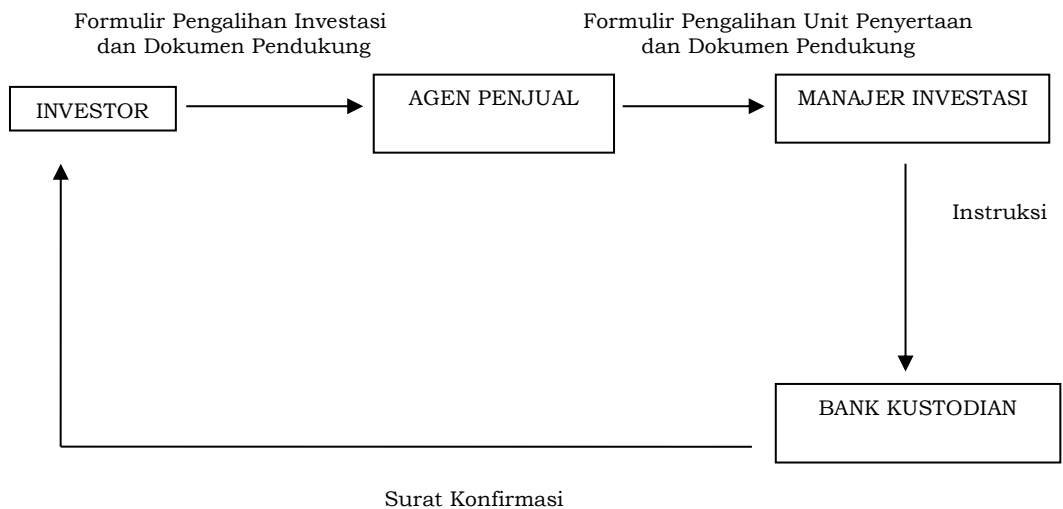 Formulir Pengalihan Investasi
dan Dokumen Pendukung
Formulir Pengalihan Unit Penyertaan
dan Dokumen Pendukung
INVESTOR
AGEN PENJUAL
MANAJER INVESTASI
Instruksi
BANK KUSTODIAN
Surat Konfirmasi